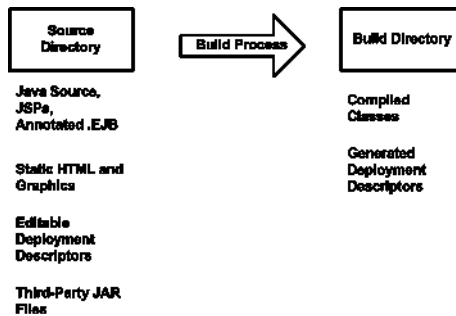 Source
Directory
Build Process
Build Directory
Java Source,
JSPs,
Annotated .EJB
Static HTML and
Graphics
Editable
Deployment
Descriptors
Third-Party JAR
Files
Compiled
Classes
Generated
Deployment
Descriptors